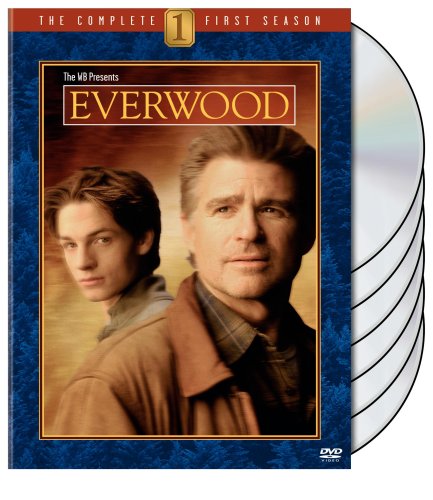 THE COMPLETE 1 FIRST SEASON
The WB Presents
EVERWOOD
DVD
VIDEO